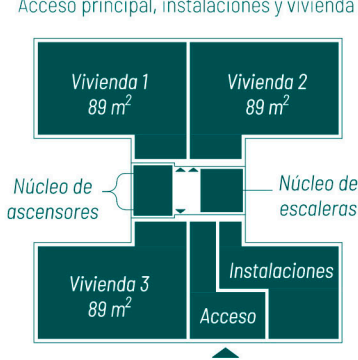 Acceso principal, instalaciones y vivienda
Vivienda 1
89 m²
Vivienda 2
89 m²
Núcleo de
ascensores
Núcleo de
escaleras
Vivienda 3
89 m²
Instalaciones
Acceso